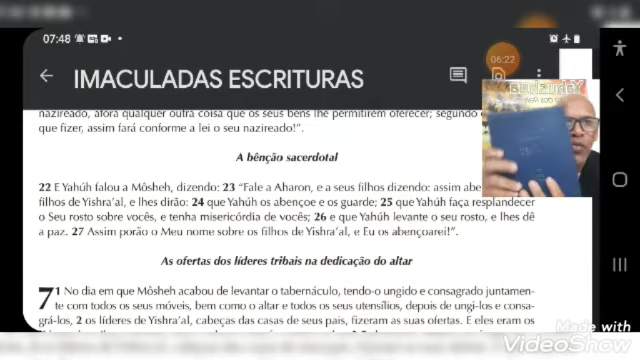 07:48
06:22
IMACULADAS ESCRITURAS
nazireado, afora qualquer outra coisa que os seus bens lhe permitirem oferecer; segundo
que fizer, assim fará conforme a lei o seu nazireado!".
A bênção sacerdotal
22 E Yahúh falou a Môsheh, dizendo: 23 "Fale a Aharon, e a seus filhos dizendo: assim
filhos de Yishra'al, e lhes dirão: 24 que Yahúh os abençoe e os guarde; 25 que Yahúh faça resplandecer
o Seu rosto sobre vocês, e tenha misericórdia de vocês; 26 e que Yahúh levante o seu rosto, e lhes dê
a paz. 27 Assim porão o Meu nome sobre os filhos de Yishra'al, e Eu os abençoarei!".
As ofertas dos líderes tribais na dedicação do altar
7 1 No dia em que Môsheh acabou de levantar o tabernáculo, tendo-o ungido e consagrado juntamen-
te com todos os seus móveis, bem como o altar e todos os seus utensílios, depois de ungi-los e consa-
grá-los, 2 os líderes de Yishra'al, cabeças das casas de seus pais, fizeram as suas ofertas. E eles eram os
Made with
VideoShow